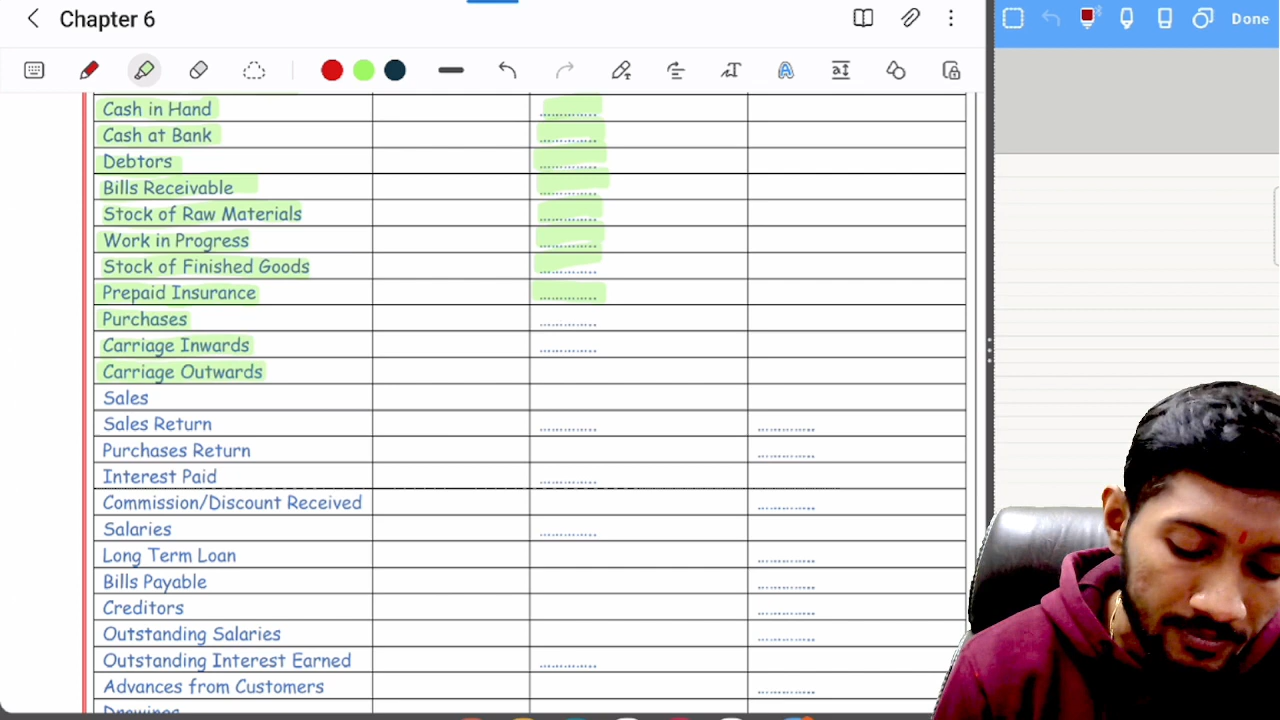 Chapter 6
Done
Cash in Hand ..............
Cash at Bank ..............
Debtors ..............
Bills Receivable ..............
Stock of Raw Materials ..............
Work in Progress ..............
Stock of Finished Goods ..............
Prepaid Insurance ..............
Purchases ..............
Carriage Inwards ..............
Carriage Outwards
Sales
Sales Return .............. ..............
Purchases Return ..............
Interest Paid ..............
Commission/Discount Received ..............
Salaries ..............
Long Term Loan ..............
Bills Payable ..............
Creditors ..............
Outstanding Salaries ..............
Outstanding Interest Earned ..............
Advances from Customers ..............
Drawings